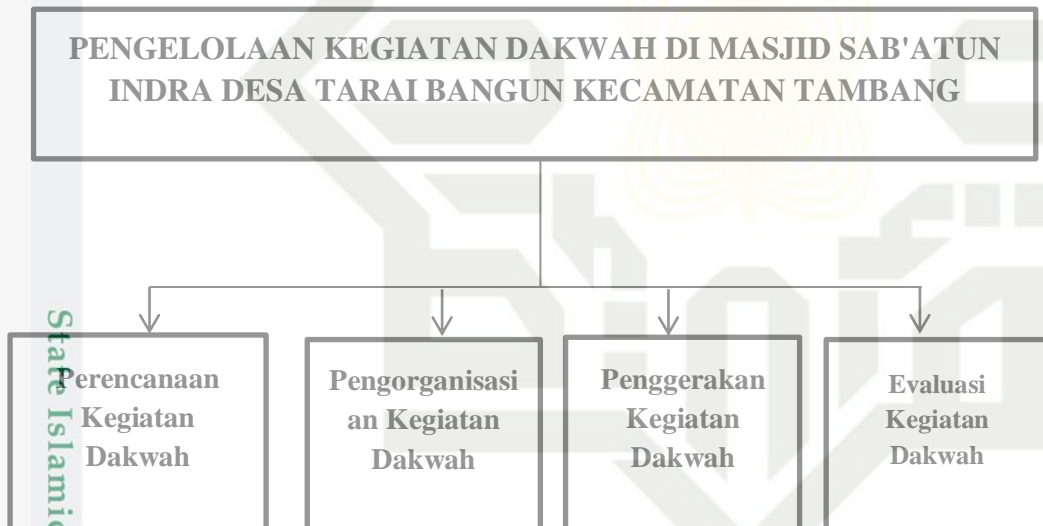 PENGELOLAAN KEGIATAN DAKWAH DI MASJID SAB'ATUN
INDRA DESA TARAI BANGUN KECAMATAN TAMBANG
Perencanaan
Kegiatan
Dakwah
Pengorganisasi
an Kegiatan
Dakwah
Penggerakan
Kegiatan
Dakwah
Evaluasi
Kegiatan
Dakwah
State Islamic